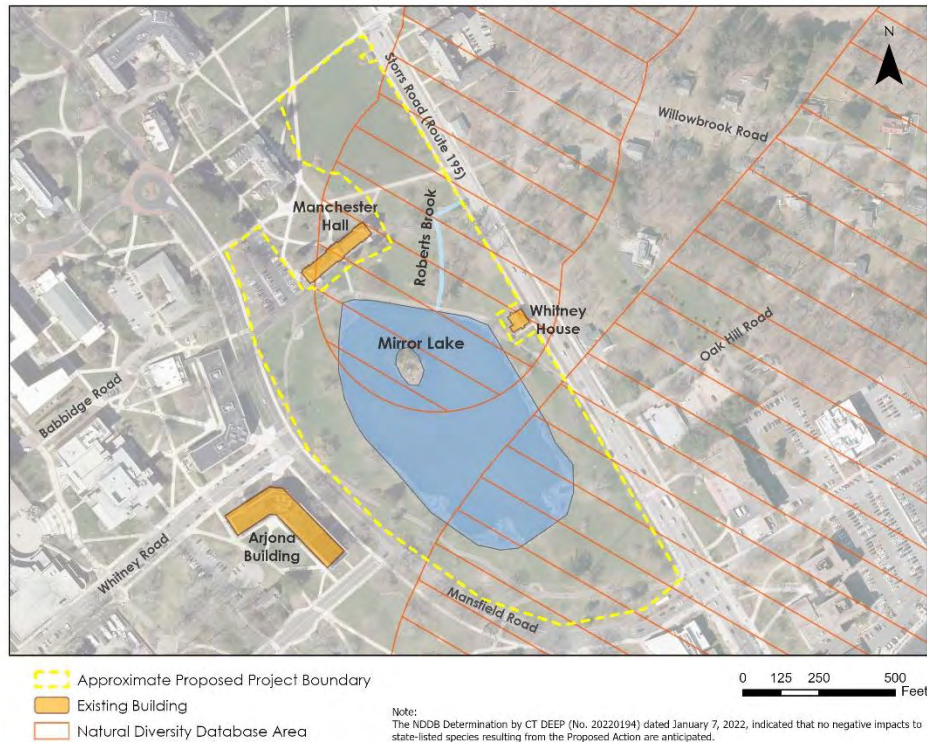 N
Storrs Road (Route 195)
Willowbrook Road
Manchester
Hall
Roberts Brook
Whitney
House
Mirror Lake
Oak Hill Road
Babbidge Road
Arjona
Building
Whitney Road
Mansfield Road
Approximate Proposed Project Boundary
Existing Building
Natural Diversity Database Area
0 125 250 500
Feet
Note:
The NDDB Determination by CT DEEP (No. 20220194) dated January 7, 2022, indicated that no negative impacts to
state-listed species resulting from the Proposed Action are anticipated.